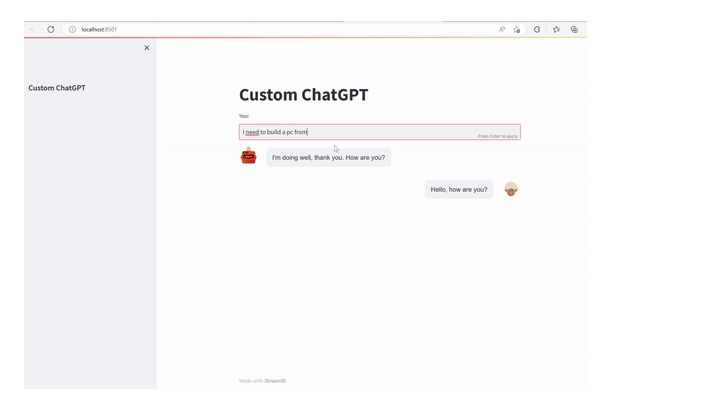 localhost:8501
Custom ChatGPT
Custom ChatGPT
You:
I need to build a pc from
Press Enter to apply
I'm doing well, thank you. How are you?
Hello, how are you?
Made with Streamlit